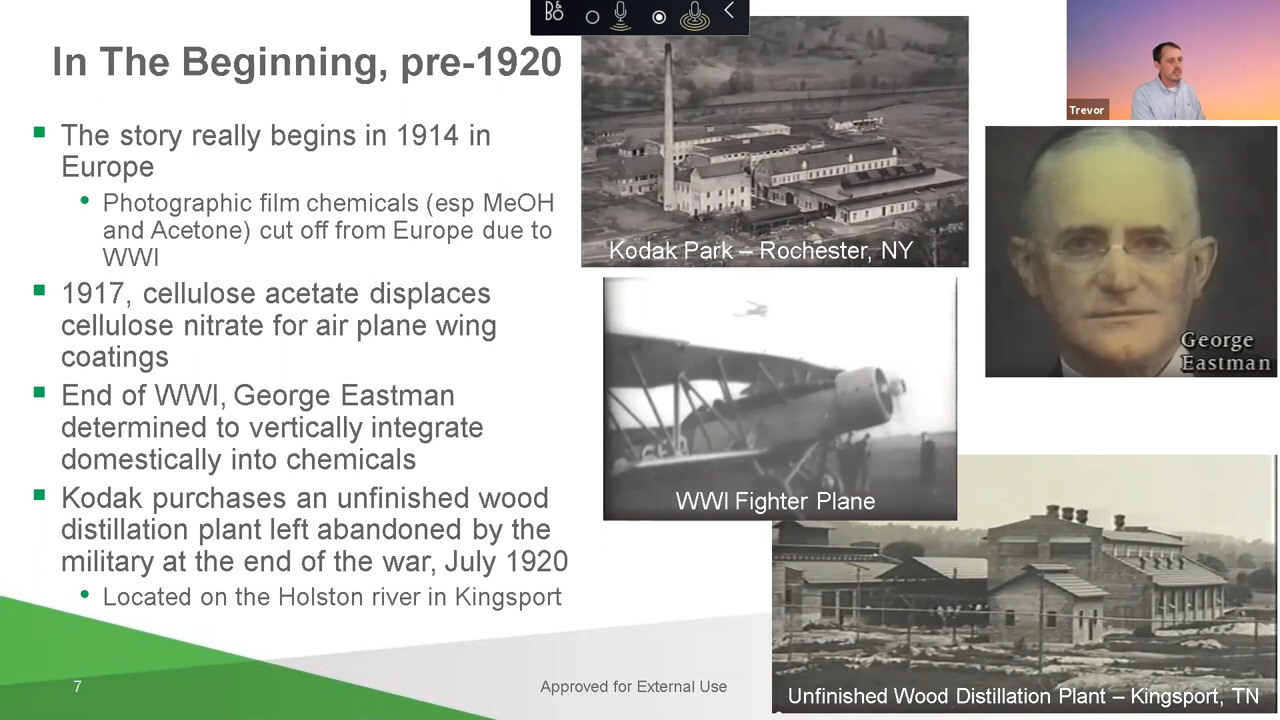 B&
BO
In The Beginning, pre-1920
The story really begins in 1914 in
Europe
Photographic film chemicals (esp MeOH
and Acetone) cut off from Europe due to
WWI
1917, cellulose acetate displaces
cellulose nitrate for air plane wing
coatings
End of WWI, George Eastman
determined to vertically integrate
domestically into chemicals
Kodak purchases an unfinished wood
distillation plant left abandoned by the
military at the end of the war, July 1920
Located on the Holston river in Kingsport
Kodak Park – Rochester, NY
Trevor
George
Eastman
WWI Fighter Plane
Unfinished Wood Distillation Plant – Kingsport, TN
7
Approved for External Use